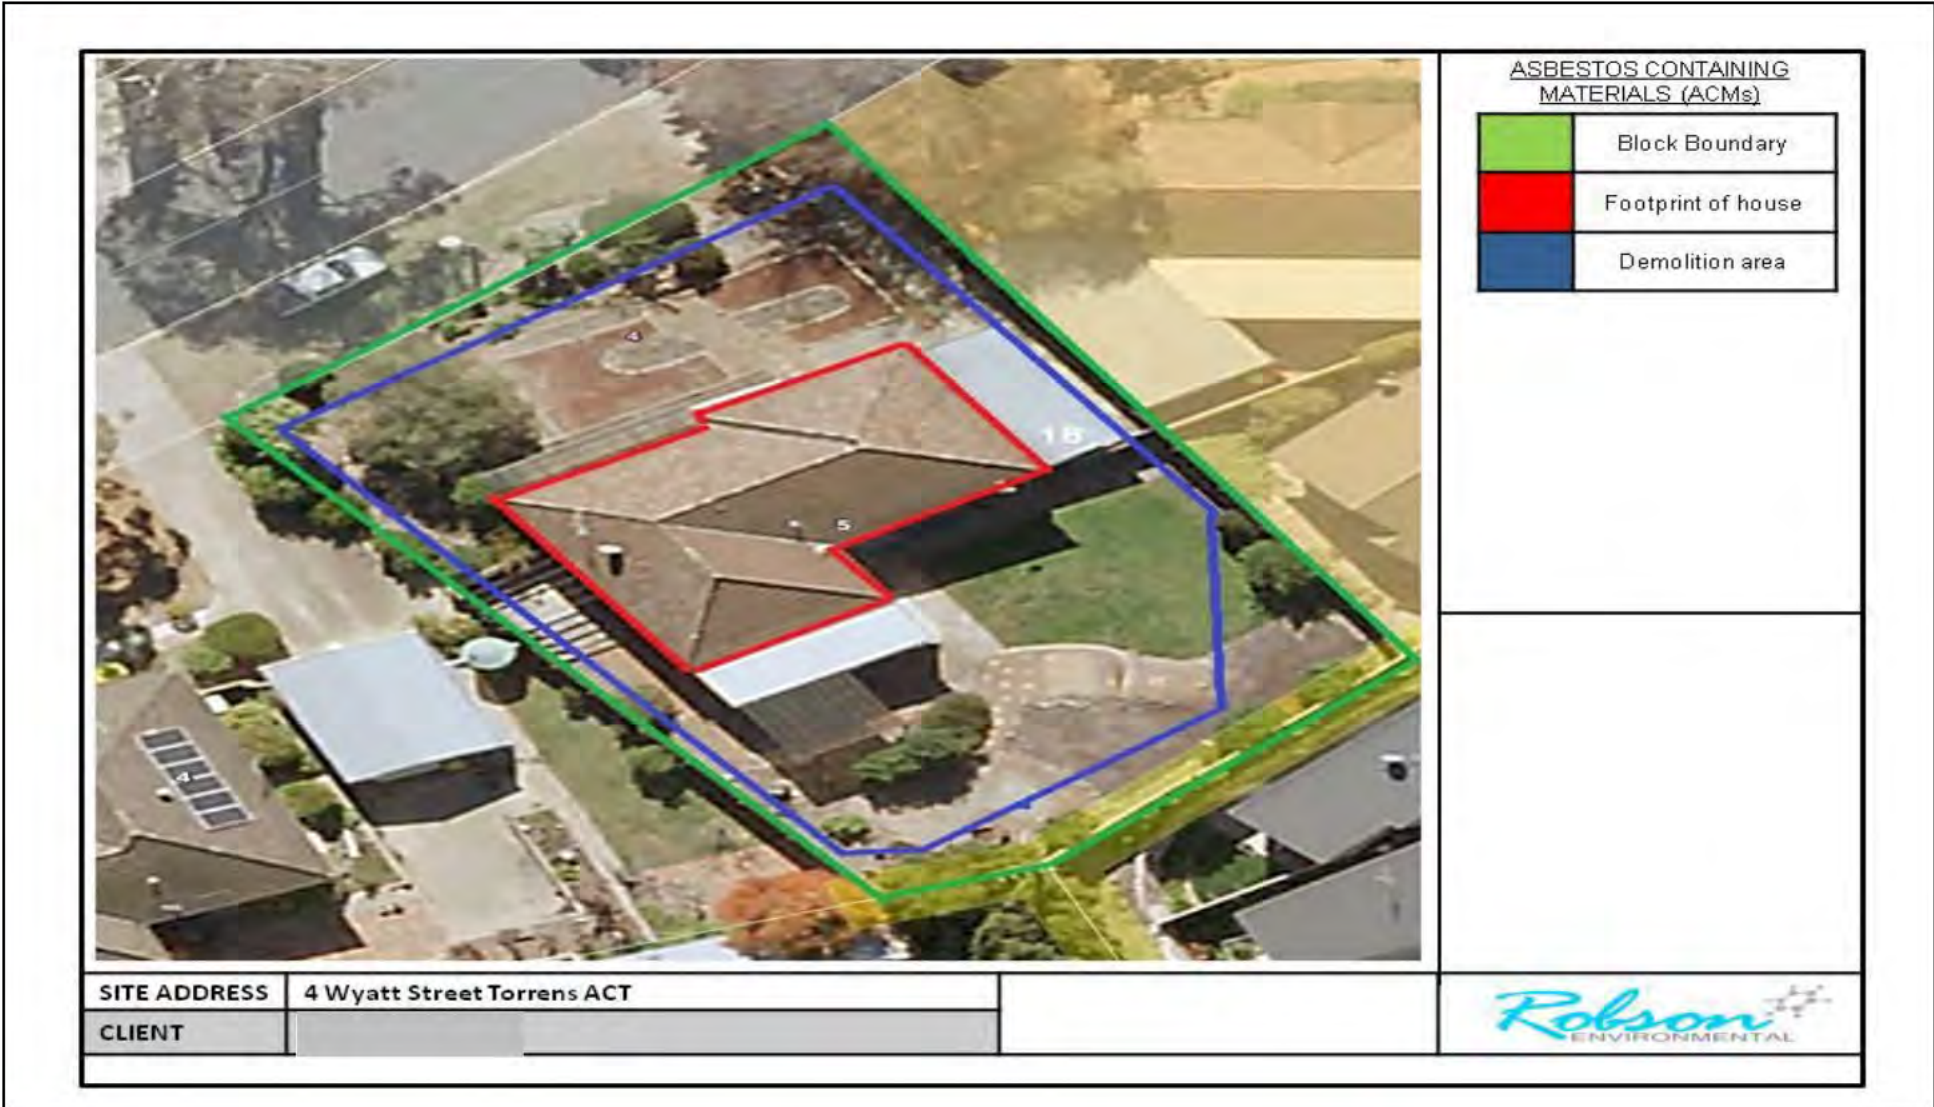 ASBESTOS CONTAINING
MATERIALS (ACMs)
Block Boundary
Footprint of house
Demolition area
4
18
5
4
SITE ADDRESS 4 Wyatt Street Torrens ACT
CLIENT
Robson
ENVIRONMENTAL